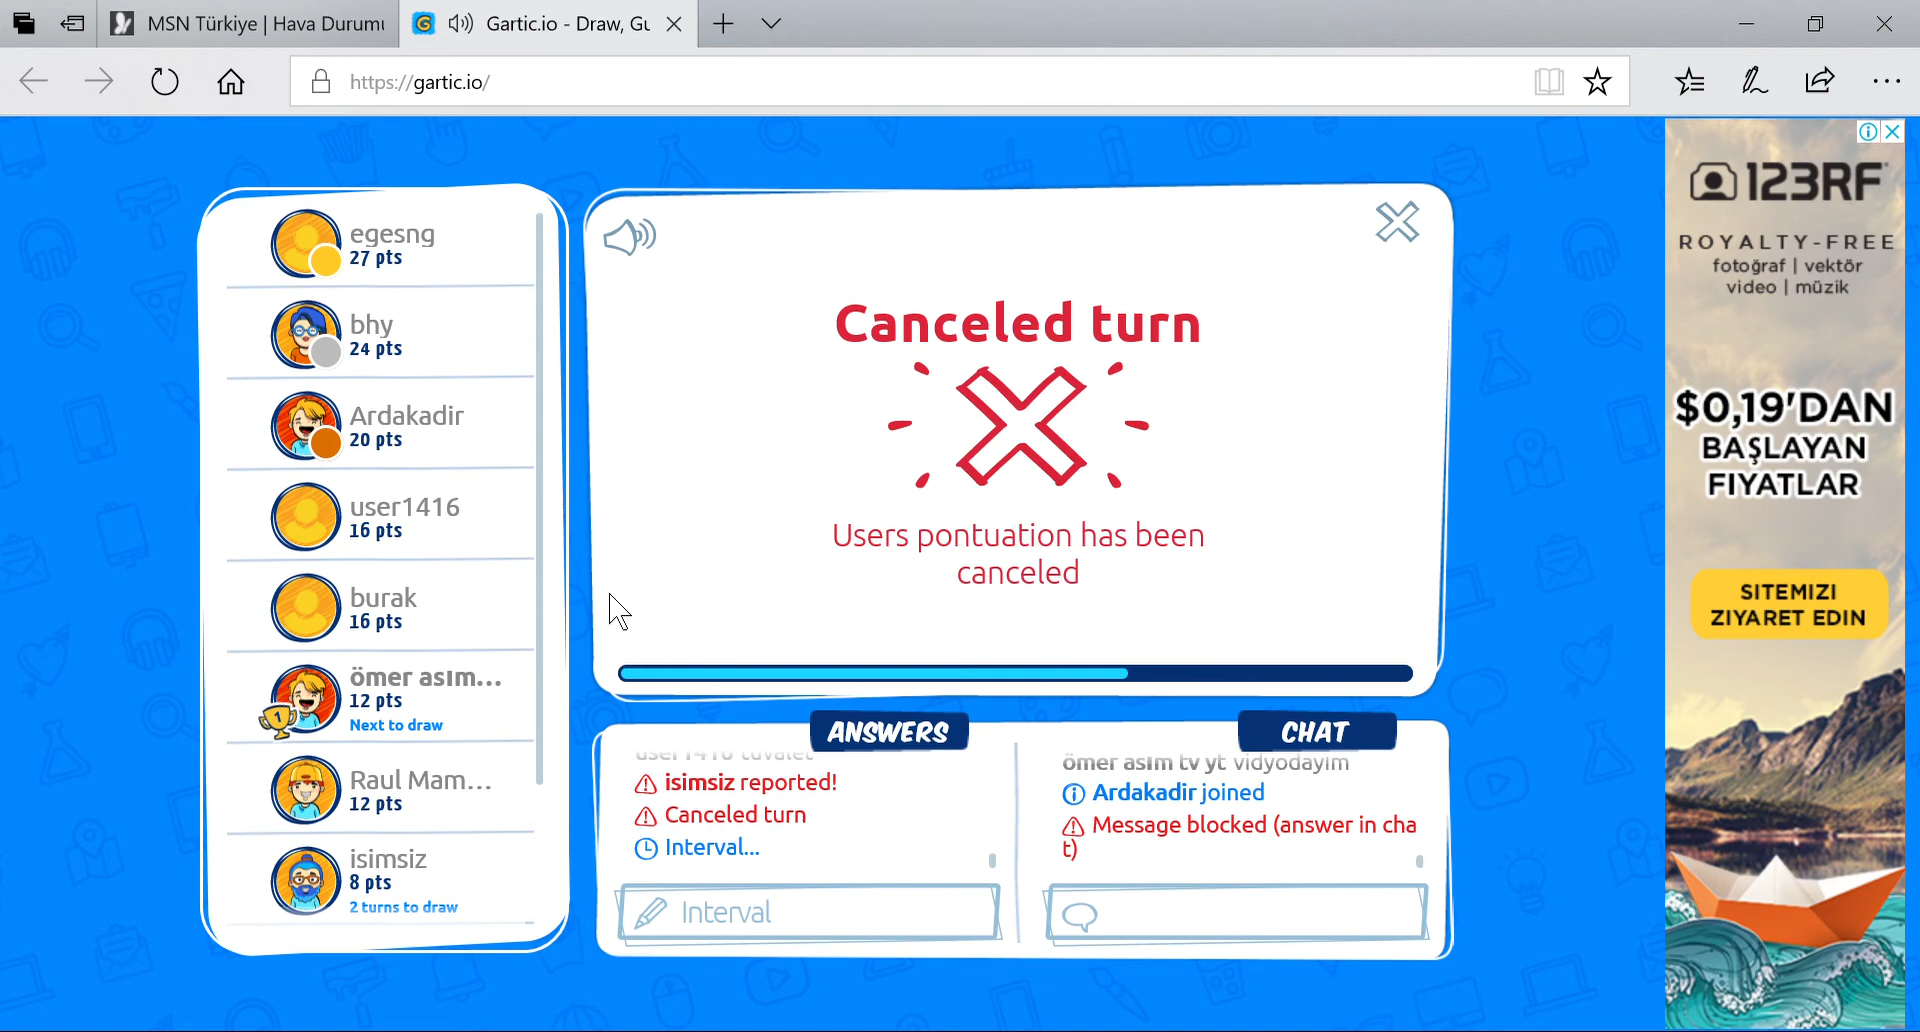 MSN Türkiye | Hava Durumu
Gartic.io - Draw, Gu
https://gartic.io/
egesng
27 pts
bhy
24 pts
Ardakadir
20 pts
user1416
16 pts
burak
16 pts
ömer asım...
12 pts
Next to draw
1
Raul Mam...
12 pts
isimsiz
8 pts
2 turns to draw
Canceled turn
Users pontuation has been
canceled
ANSWERS
user1416 tuvalet
isimsiz reported!
Canceled turn
Interval...
Interval
CHAT
ömer asım tv yt vidyodayim
Ardakadir joined
Message blocked (answer in cha
t)
123RF
ROYALTY-FREE
fotoğraf | vektör
video | müzik
$0,19'DAN
BAŞLAYAN
FIYATLAR
SITEMIZI
ZIYARET EDIN